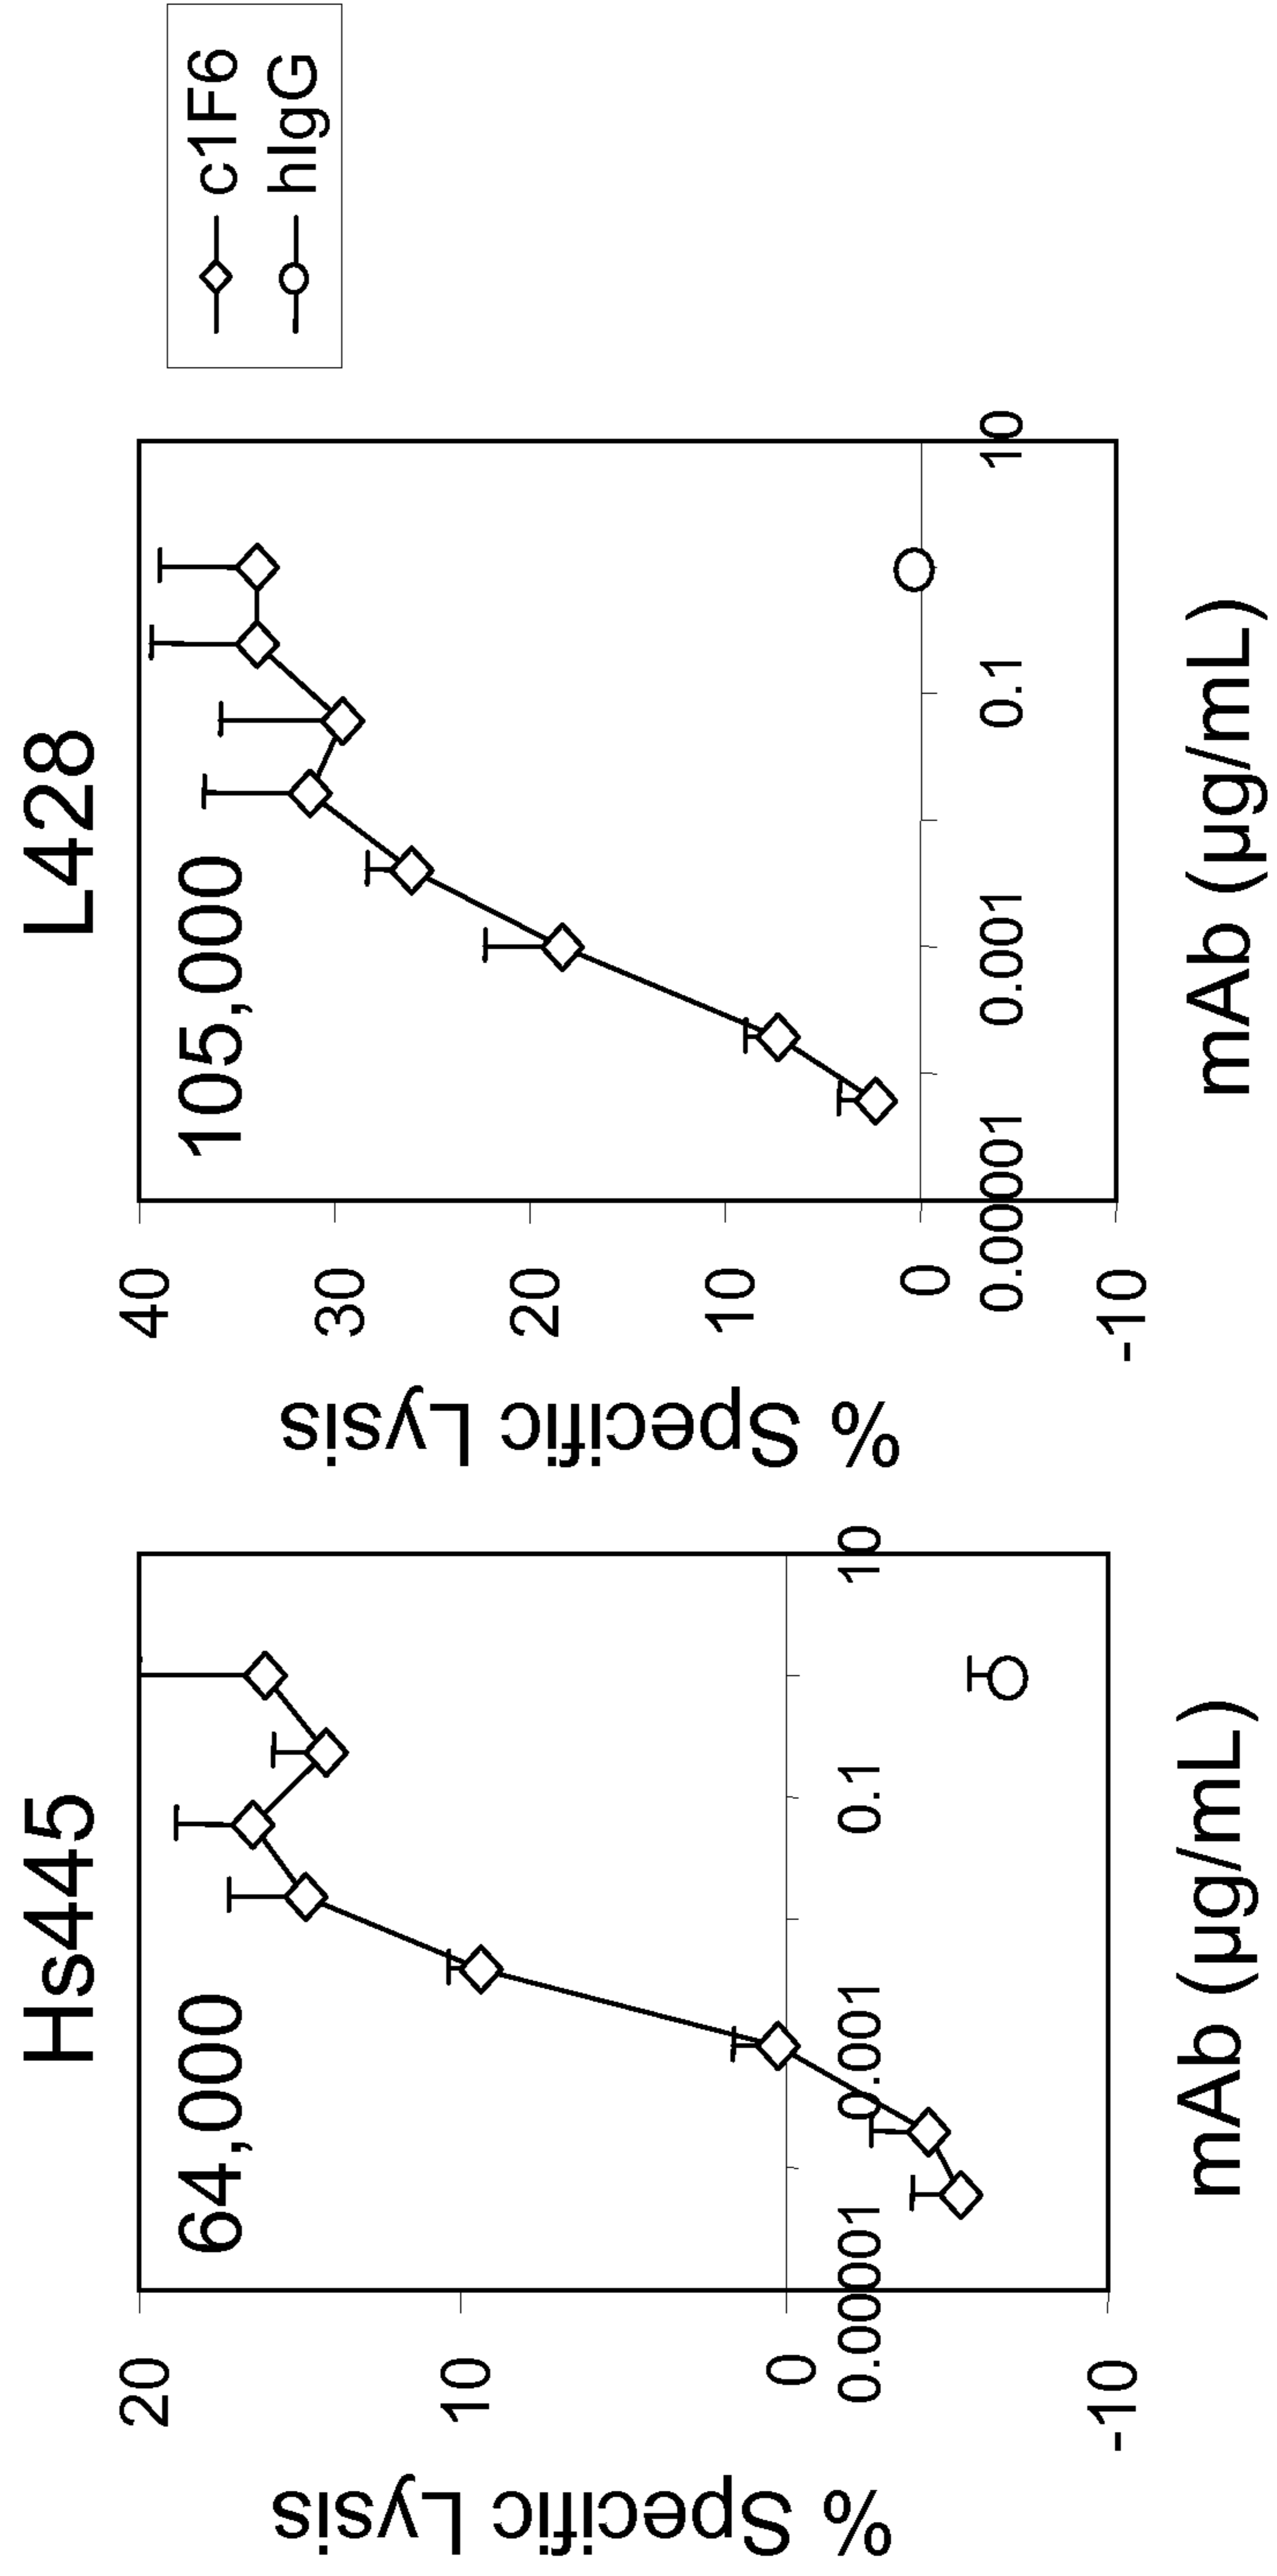 Hs445
64,000
% Specific Lysis
20
10
0
-10
0.00001
0.001
0.1
10
mAb (µg/mL)
L428
105,000
% Specific Lysis
40
30
20
10
0
-10
0.00001
0.001
0.1
10
mAb (µg/mL)
c1F6
hIgG